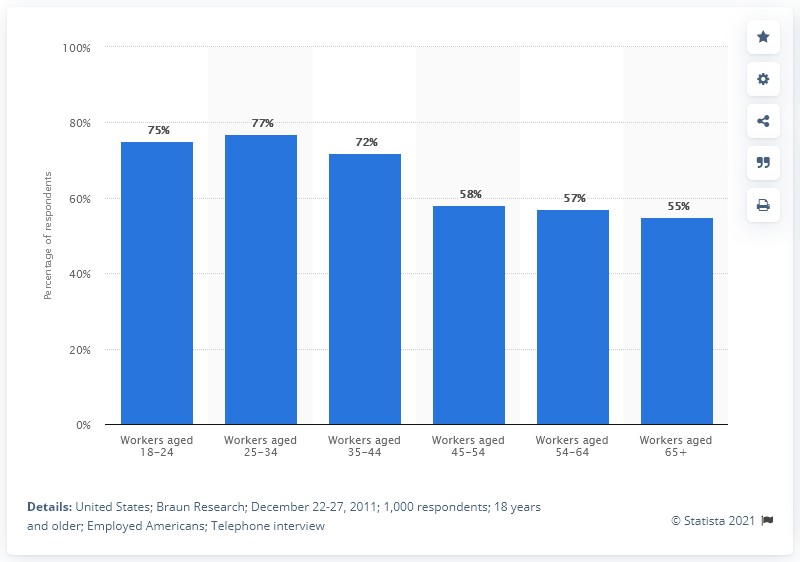 100%
80%
60%
40%
20%
0%
Percentage of respondents
75%
77%
72%
58%
57%
55%
Workers aged
18-24
Workers aged
25-34
Workers aged
35-44
Workers aged
45-54
Workers aged
54-64
Workers aged
65+
Details: United States; Braun Research; December 22-27, 2011; 1,000 respondents; 18 years
and older; Employed Americans; Telephone interview
© Statista 2021